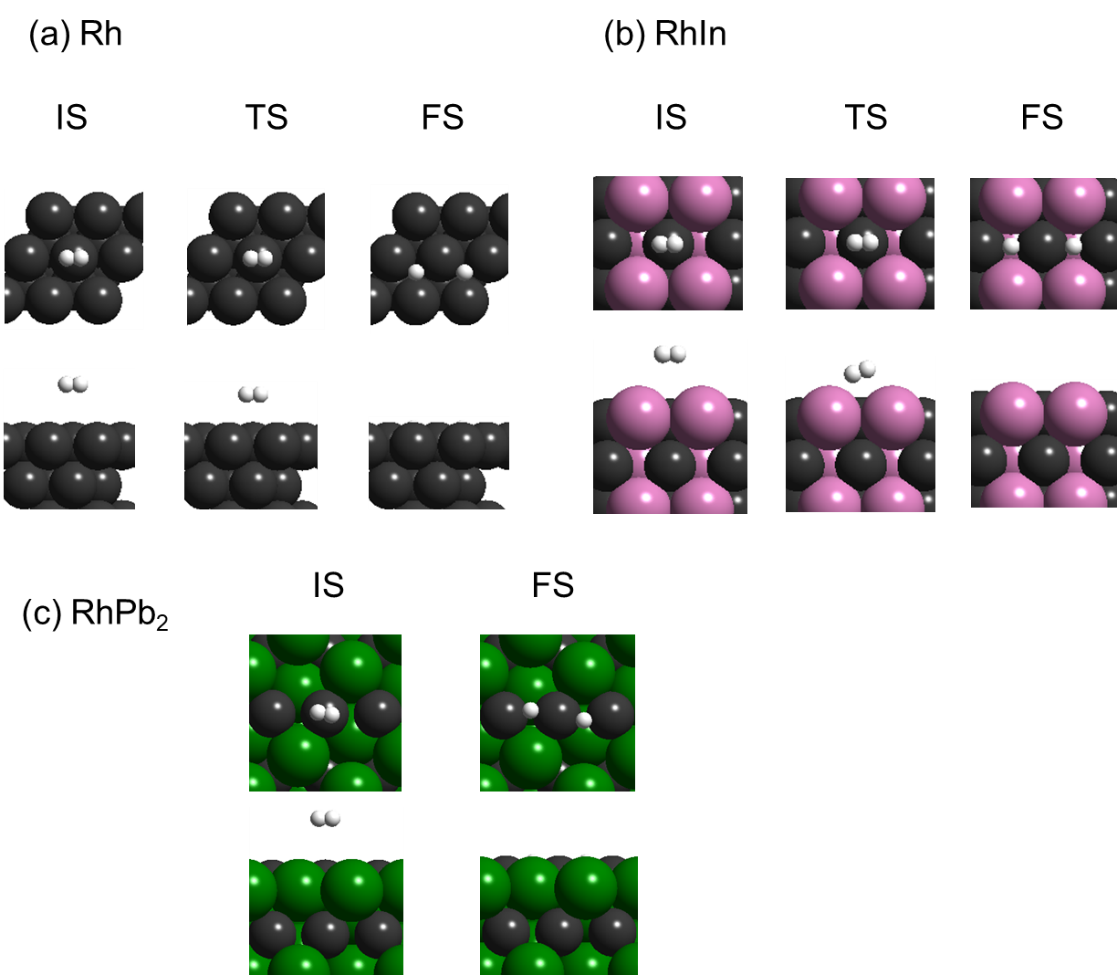 (a) Rh
(b) RhIn
IS TS FS
IS TS FS
(c) RhPb₂
IS FS